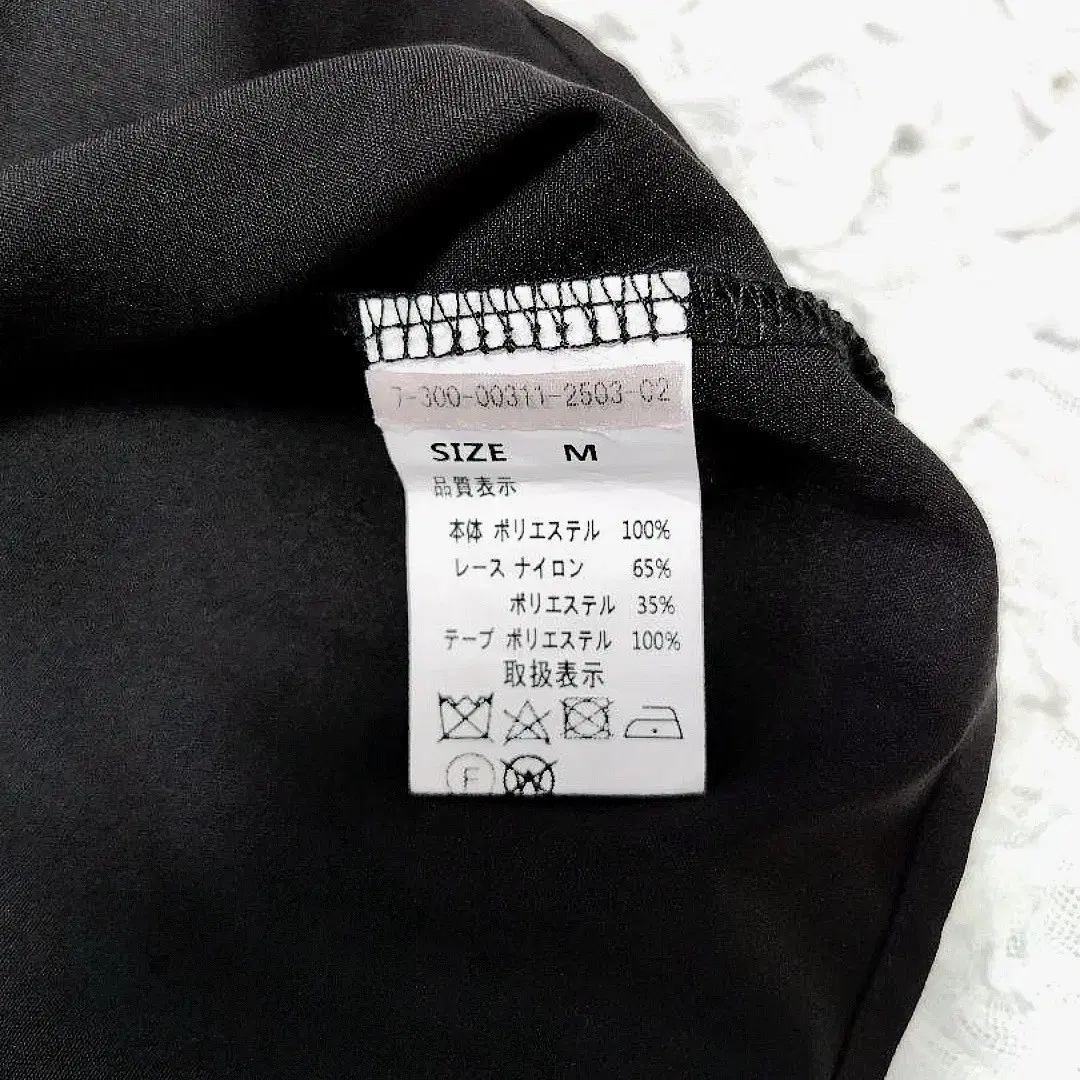 7-300-00311-2503-02
SIZE M
品質表示
本体 ポリエステル 100%
レース ナイロン 65%
ポリエステル 35%
テープ ポリエステル 100%
取扱表示
F W